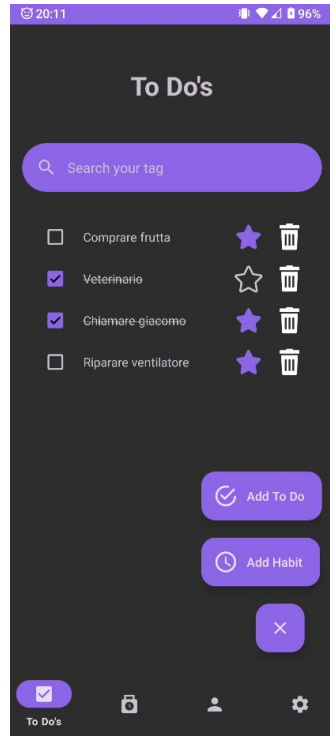 20:11
96%
To Do's
Search your tag
Comprare frutta
Veterinario
Chiamare giacomo
Riparare ventilatore
Add To Do
Add Habit
To Do's